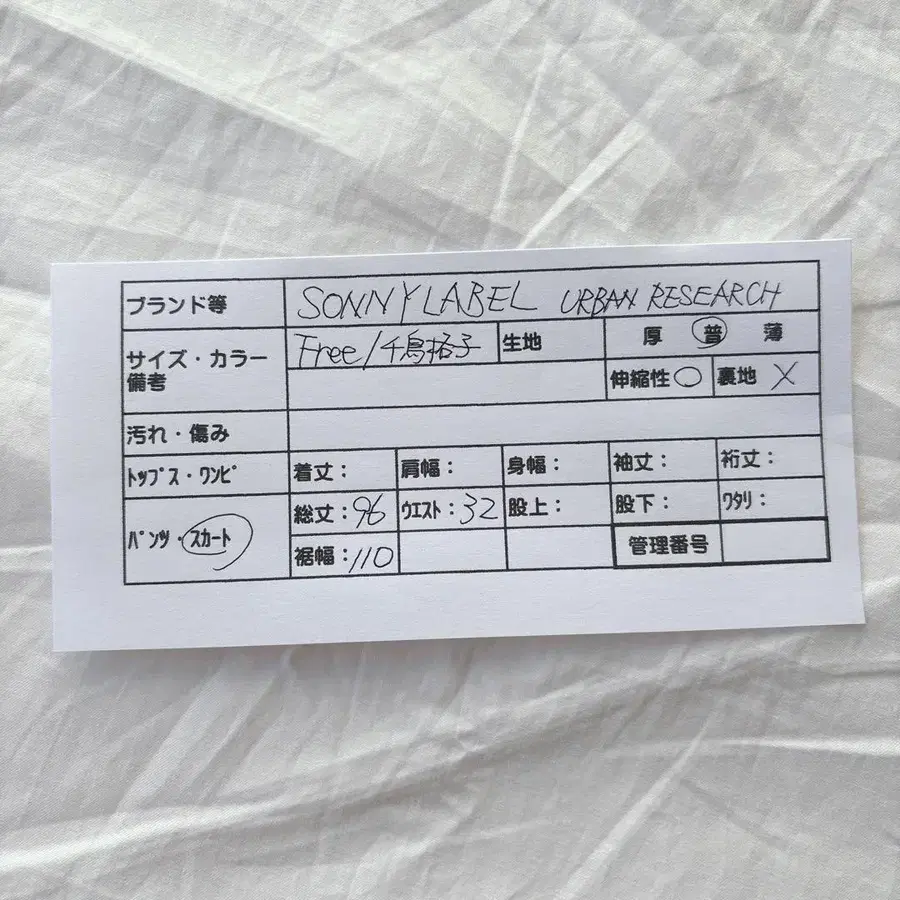 ブランド等 SONNY LABEL URBAN RESEARCH
サイズ・カラー Free/千鳥格子 生地 厚 普 薄
備考 伸縮性 ○ 裏地 ×
汚れ・傷み
ﾄｯﾌﾟｽ・ﾜﾝﾋﾟ 着丈： 肩幅： 身幅： 袖丈： 裄丈：
ﾊﾟﾝﾂ・ｽｶｰﾄ 総丈：96 ｳｴｽﾄ：32 股上： 股下： ﾜﾀﾘ：
裾幅：110 管理番号